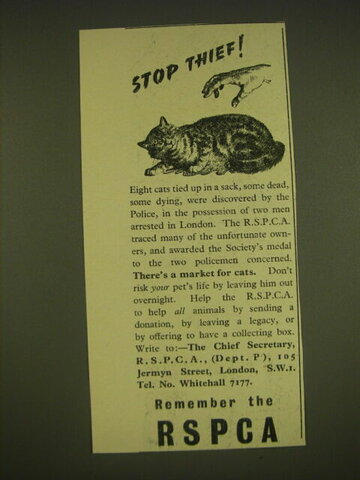 STOP THIEF!
Eight cats tied up in a sack, some dead,
some dying, were discovered by the
Police, in the possession of two men
arrested in London. The R.S.P.C.A.
traced many of the unfortunate own-
ers, and awarded the Society's medal
to the two policemen concerned.
There's a market for cats. Don't
risk your pet's life by leaving him out
overnight. Help the R.S.P.C.A.
to help all animals by sending a
donation, by leaving a legacy, or
by offering to have a collecting box.
Write to:—The Chief Secretary,
R.S.P.C.A., (Dept. P), 105
Jermyn Street, London, S.W.1.
Tel. No. Whitehall 7177.
Remember the
RSPCA